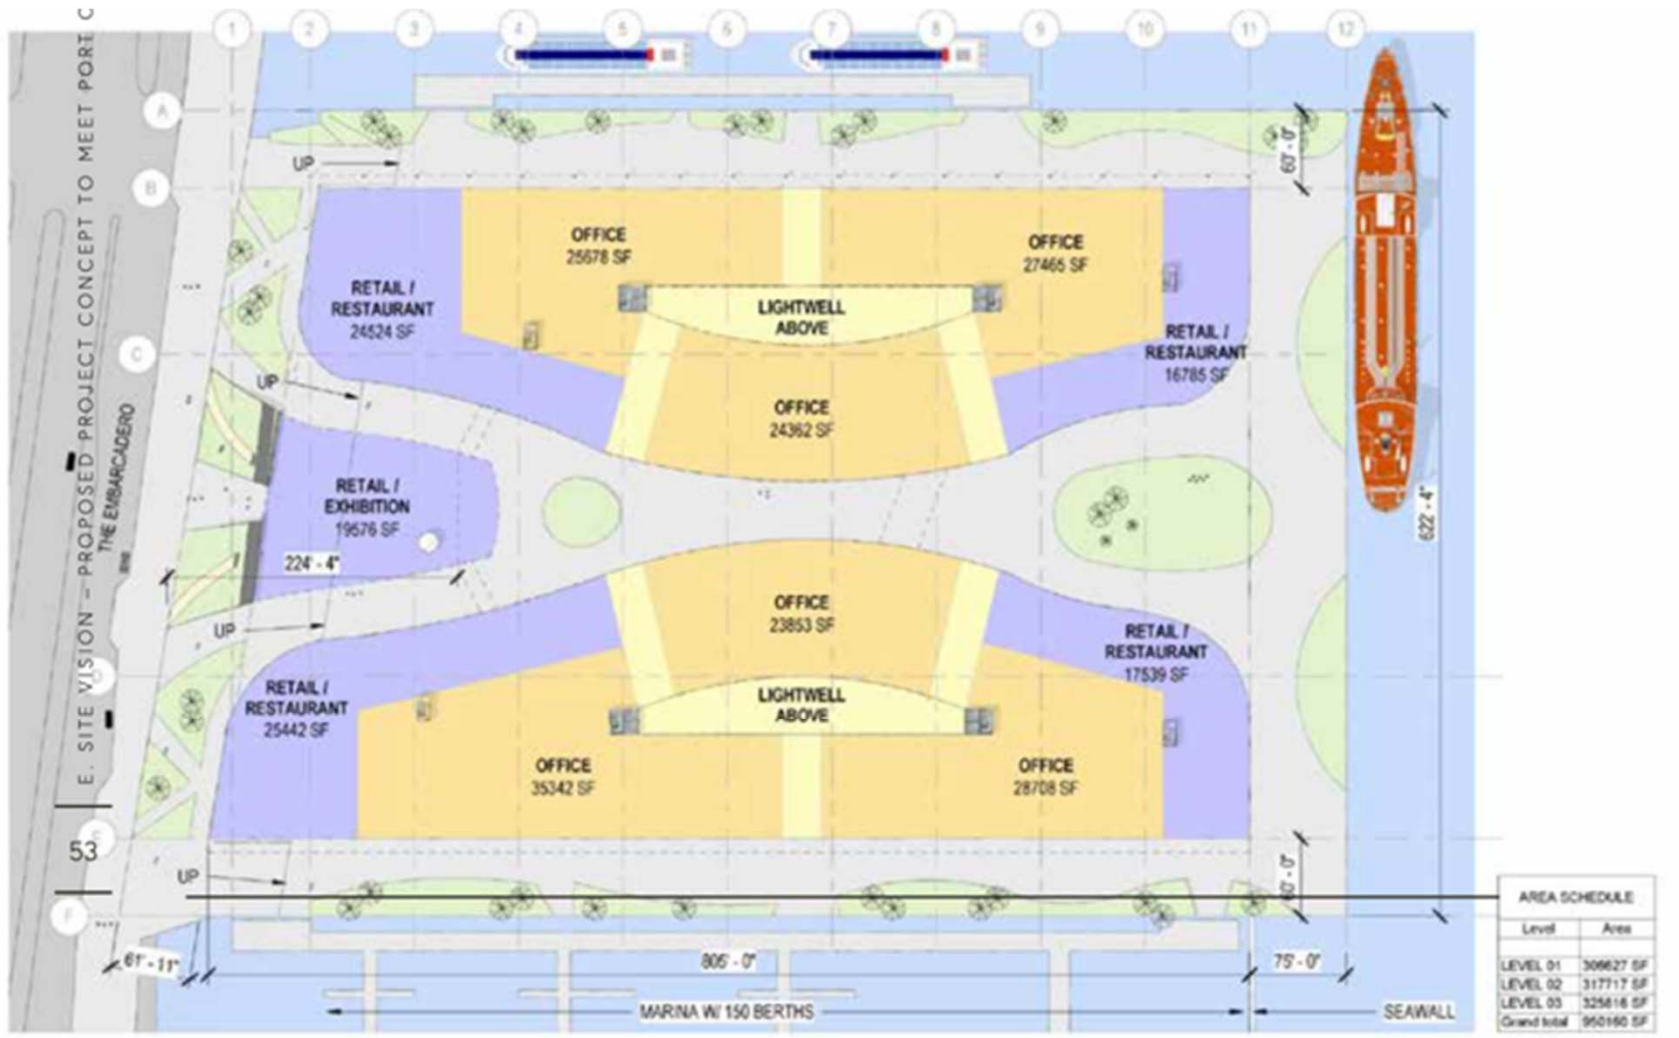 1 2 3 4 5 6 7 8 9 10 11 12
A
B
C
D
E
F
E. SITE VISION – PROPOSED PROJECT CONCEPT TO MEET PORT C
53
THE EMBARCADERO
UP
60' - 0"
OFFICE
25678 SF
OFFICE
27465 SF
RETAIL /
RESTAURANT
24524 SF
LIGHTWELL
ABOVE
RETAIL /
RESTAURANT
16785 SF
UP
OFFICE
24362 SF
RETAIL /
EXHIBITION
19576 SF
224' - 4"
622' - 4"
UP
OFFICE
23853 SF
RETAIL /
RESTAURANT
17539 SF
RETAIL /
RESTAURANT
25442 SF
LIGHTWELL
ABOVE
OFFICE
35342 SF
OFFICE
28708 SF
UP
60' - 0"
61' - 11"
805' - 0"
75' - 0"
MARINA W/ 150 BERTHS
SEAWALL
AREA SCHEDULE
Level Area
LEVEL 01 306627 SF
LEVEL 02 317717 SF
LEVEL 03 325816 SF
Grand total 950160 SF